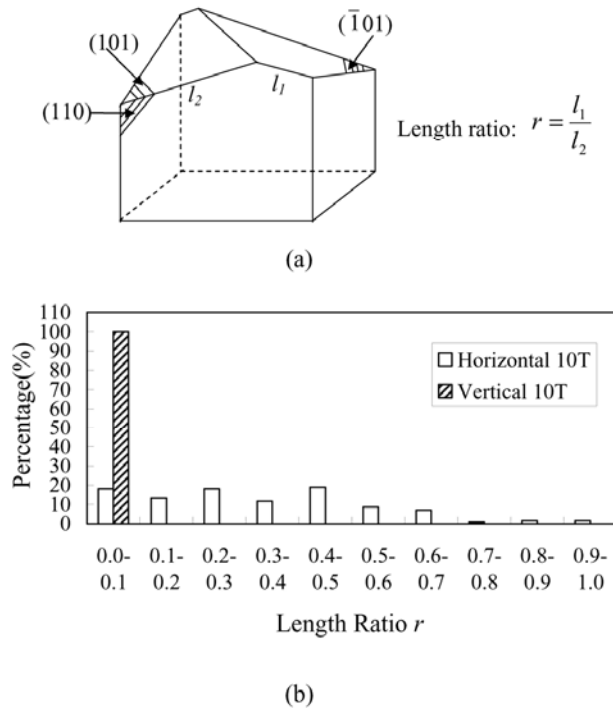 (1̄01)
(101)
(110)
l₂
l₁
Length ratio: r = l₁/l₂
(a)
110
100
90
80
70
60
50
40
30
20
10
0
Percentage(%)
Horizontal 10T
Vertical 10T
0.0- 0.1- 0.2- 0.3- 0.4- 0.5- 0.6- 0.7- 0.8- 0.9-
0.1 0.2 0.3 0.4 0.5 0.6 0.7 0.8 0.9 1.0
Length Ratio r
(b)